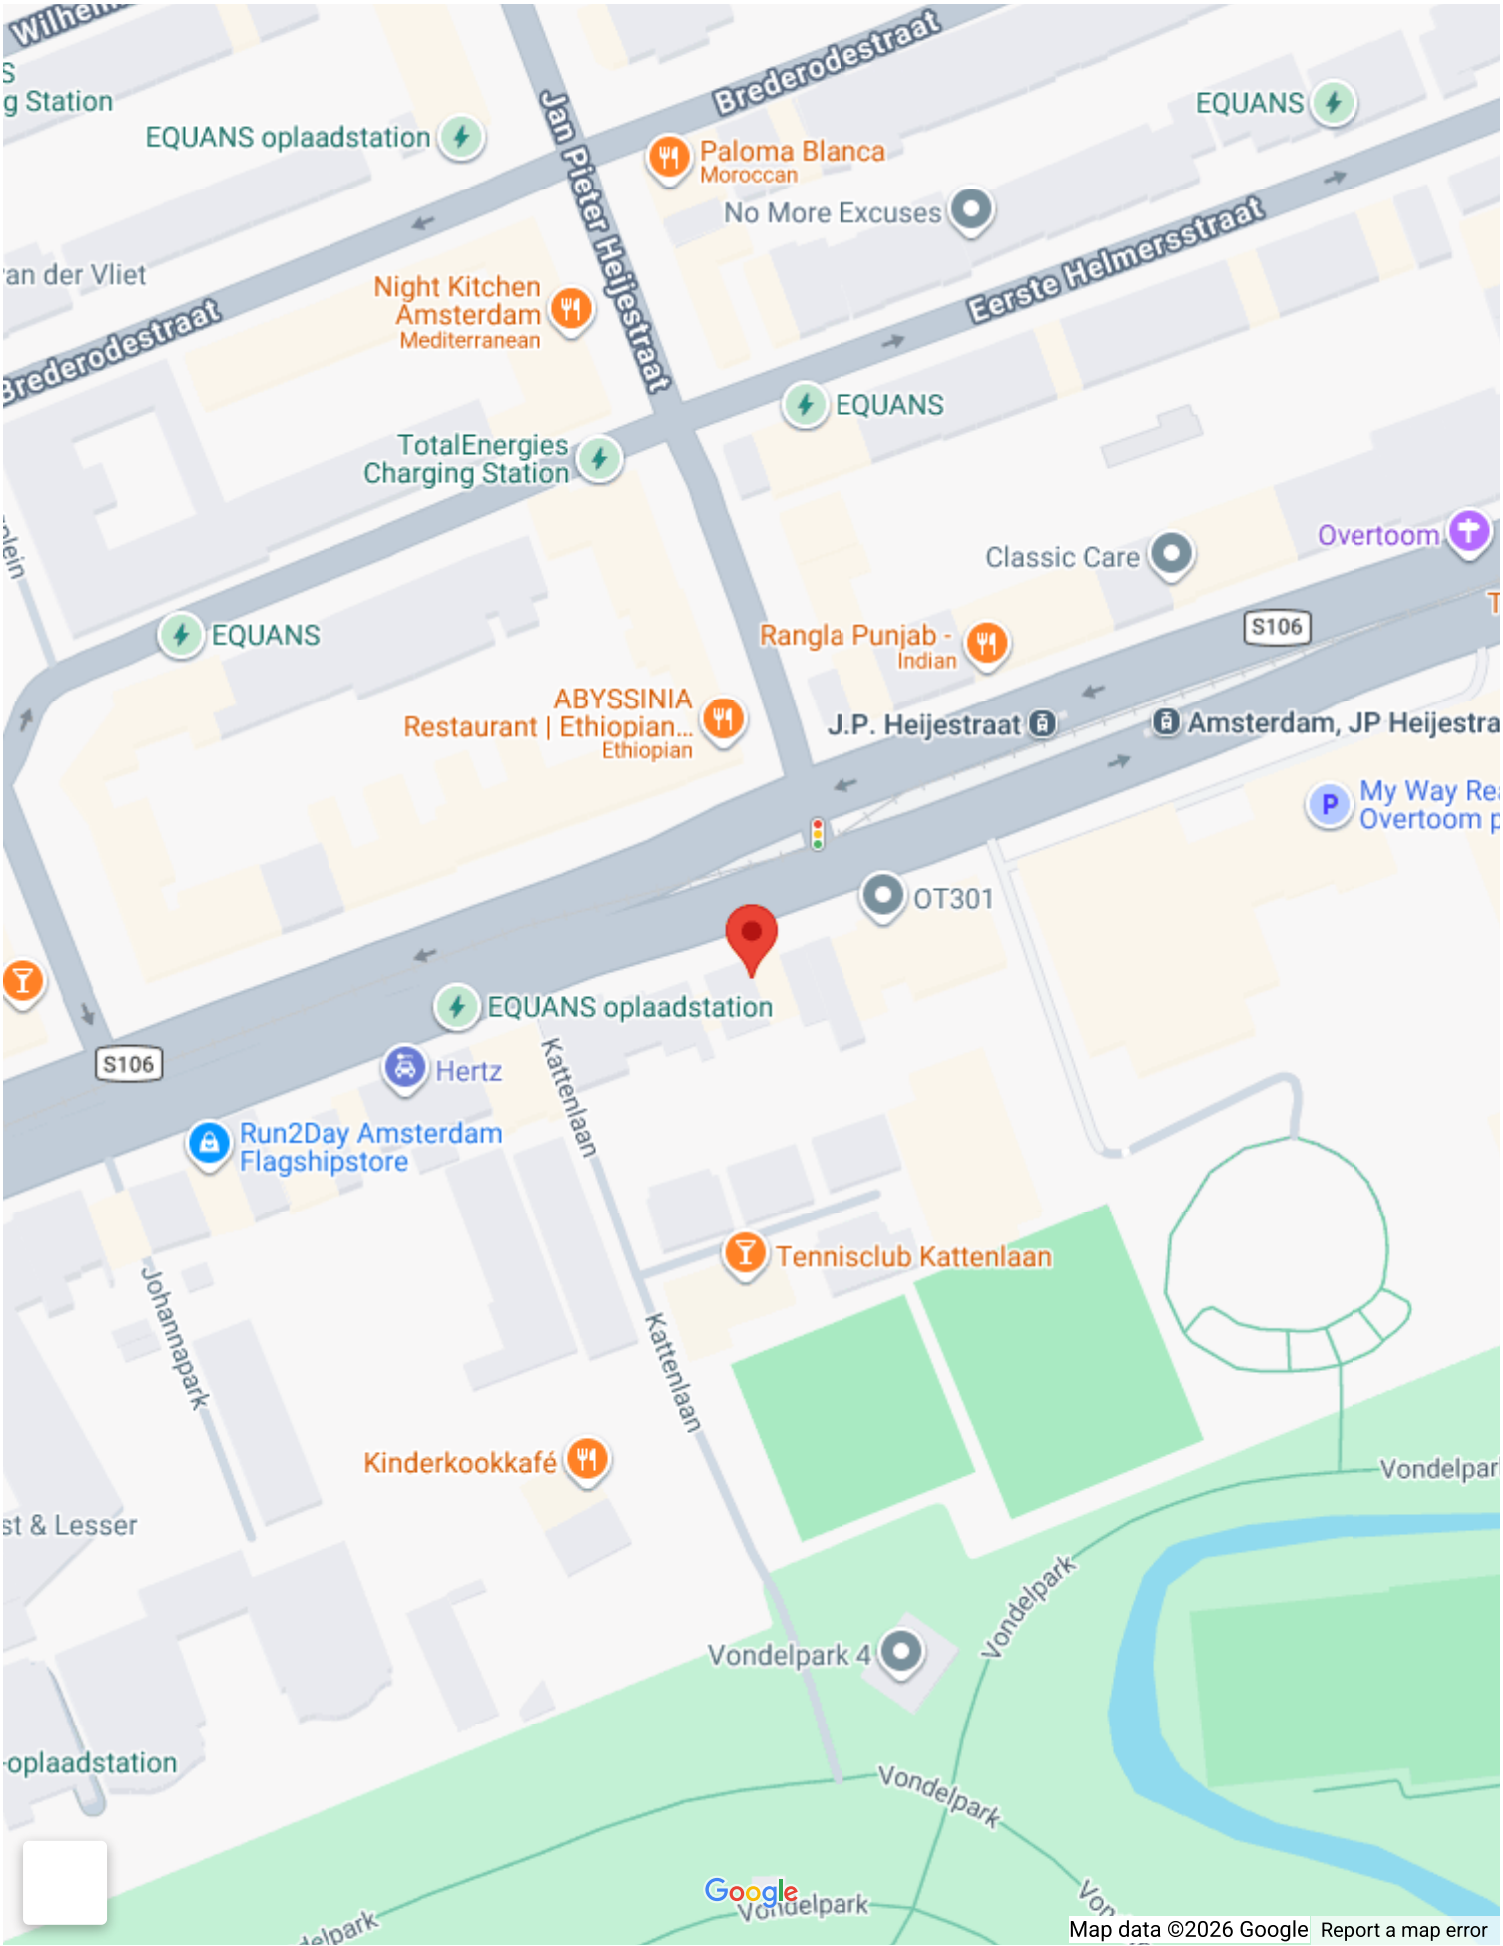 Brederodestraat
g Station
EQUANS oplaadstation
EQUANS
Jan Pieter Heijestraat
Paloma Blanca
Moroccan
No More Excuses
Eerste Helmersstraat
van der Vliet
Night Kitchen
Amsterdam
Mediterranean
Brederodestraat
EQUANS
TotalEnergies
Charging Station
Overtoom
Classic Care
S106
EQUANS
Rangla Punjab -
Indian
ABYSSINIA
Restaurant | Ethiopian...
Ethiopian
J.P. Heijestraat
Amsterdam, JP Heijestra
My Way Rea
Overtoom p
P
OT301
EQUANS oplaadstation
S106
Hertz
Kattenlaan
Run2Day Amsterdam
Flagshipstore
Tennisclub Kattenlaan
Johannapark
Kattenlaan
Kinderkookkafé
Vondelpar
st & Lesser
Vondelpark
Vondelpark 4
-oplaadstation
Vondelpark
Google
Vondelpark
delpark
Von
Map data ©2026 Google
Report a map error